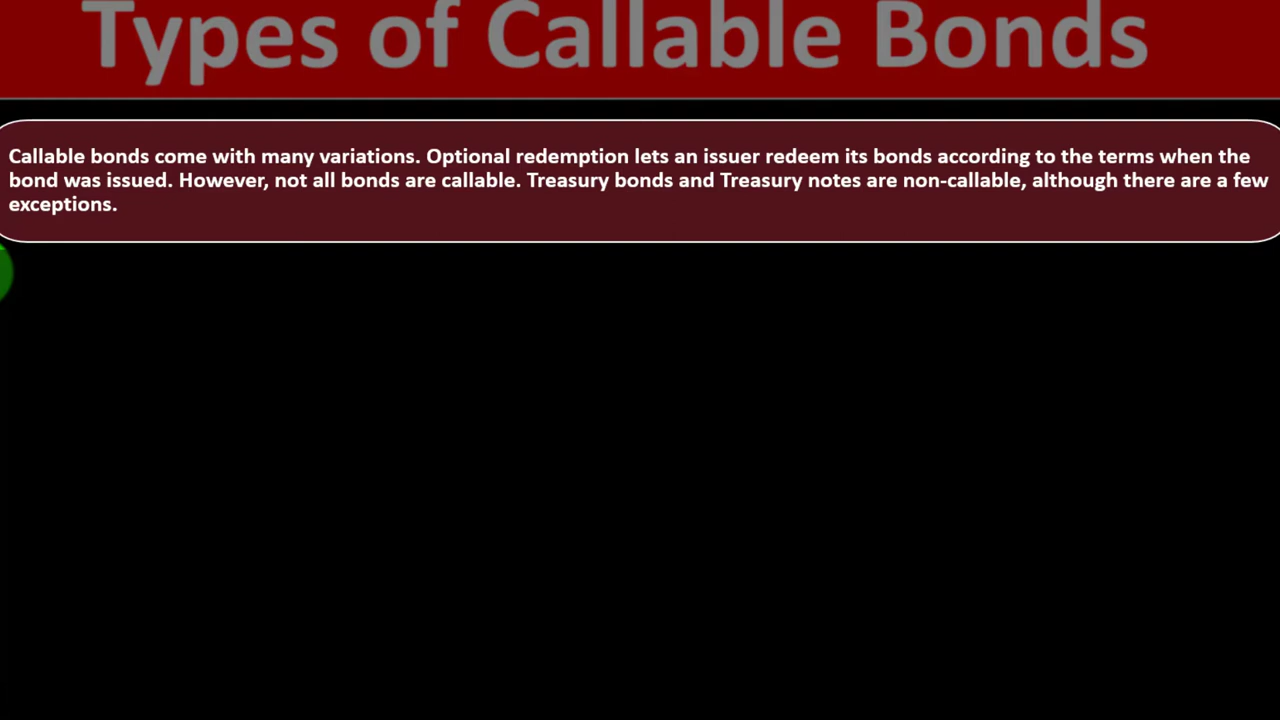 Types of Callable Bonds
Callable bonds come with many variations. Optional redemption lets an issuer redeem its bonds according to the terms when the
bond was issued. However, not all bonds are callable. Treasury bonds and Treasury notes are non-callable, although there are a few
exceptions.